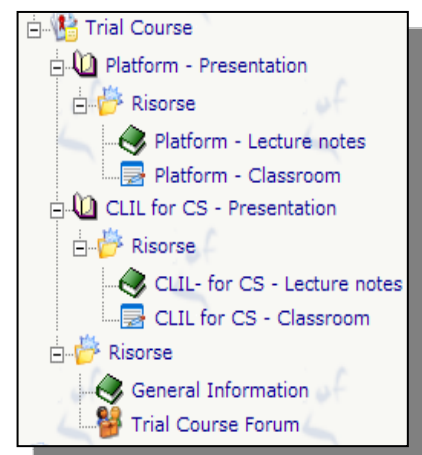 Trial Course
Platform - Presentation
Risorse
Platform - Lecture notes
Platform - Classroom
CLIL for CS - Presentation
Risorse
CLIL- for CS - Lecture notes
CLIL for CS - Classroom
Risorse
General Information
Trial Course Forum